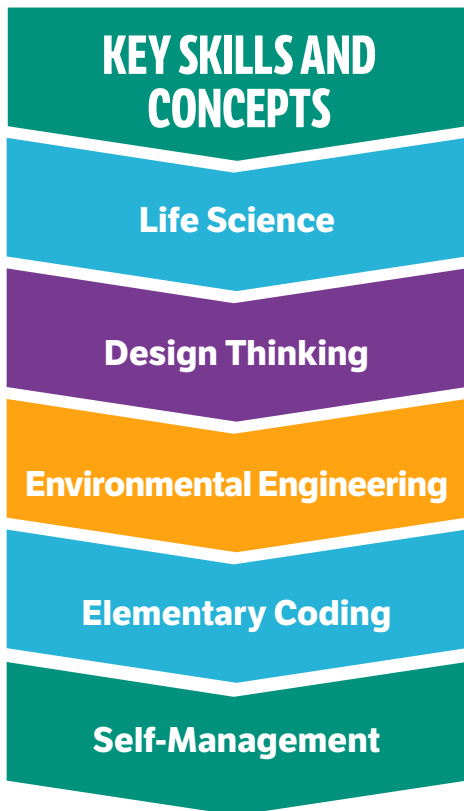 KEY SKILLS AND
CONCEPTS
Life Science
Design Thinking
Environmental Engineering
Elementary Coding
Self-Management